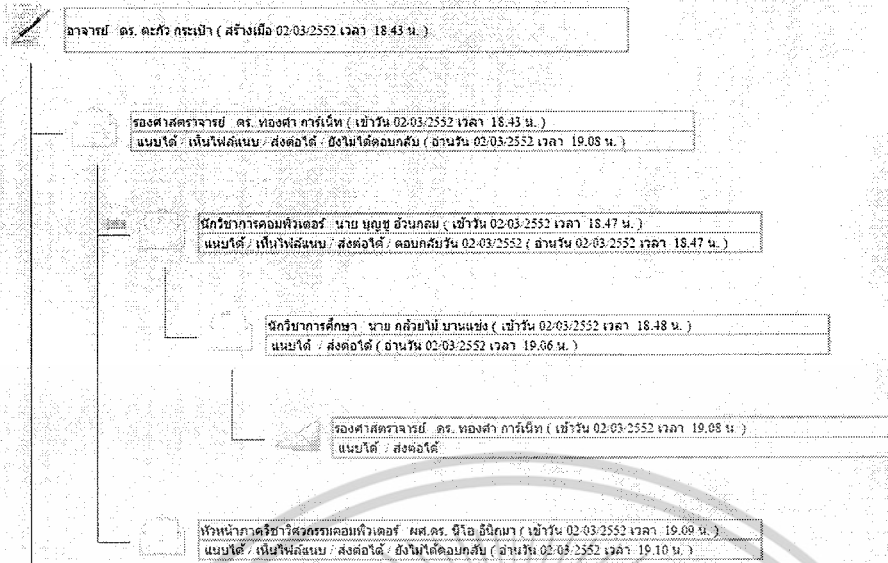 อาจารย์ ดร. ตะกัว กระเป๋า ( สร้างเมื่อ 02/03/2552 เวลา 18.43 น. )
รองศาสตราจารย์ ดร. ทองศา การ์เน็ท ( เข้าวัน 02/03/2552 เวลา 18.43 น. )
แนบได้ / เห็นไฟล์แนบ / ส่งต่อได้ / ยังไม่ได้ตอบกลับ ( อ่านวัน 02/03/2552 เวลา 19.08 น. )
นักวิชาการคอมพิวเตอร์ นาย บุญชู อ้วนกลม ( เข้าวัน 02/03/2552 เวลา 18.47 น. )
แนบได้ / เห็นไฟล์แนบ / ส่งต่อได้ / ตอบกลับวัน 02/03/2552 ( อ่านวัน 02/03/2552 เวลา 18.47 น. )
นักวิชาการศึกษา นาย กล้วยไม้ บานแข่ง ( เข้าวัน 02/03/2552 เวลา 18.48 น. )
แนบได้ / ส่งต่อได้ ( อ่านวัน 02/03/2552 เวลา 19.06 น. )
รองศาสตราจารย์ ดร. ทองศา การ์เน็ท ( เข้าวัน 02/03/2552 เวลา 19.08 น. )
แนบได้ / ส่งต่อได้
หัวหน้าภาควิชาวิศวกรรมคอมพิวเตอร์ ผศ.ดร. นีโอ อินิกมา ( เข้าวัน 02/03/2552 เวลา 19.09 น. )
แนบได้ / เห็นไฟล์แนบ / ส่งต่อได้ / ยังไม่ได้ตอบกลับ ( อ่านวัน 02/03/2552 เวลา 19.10 น. )